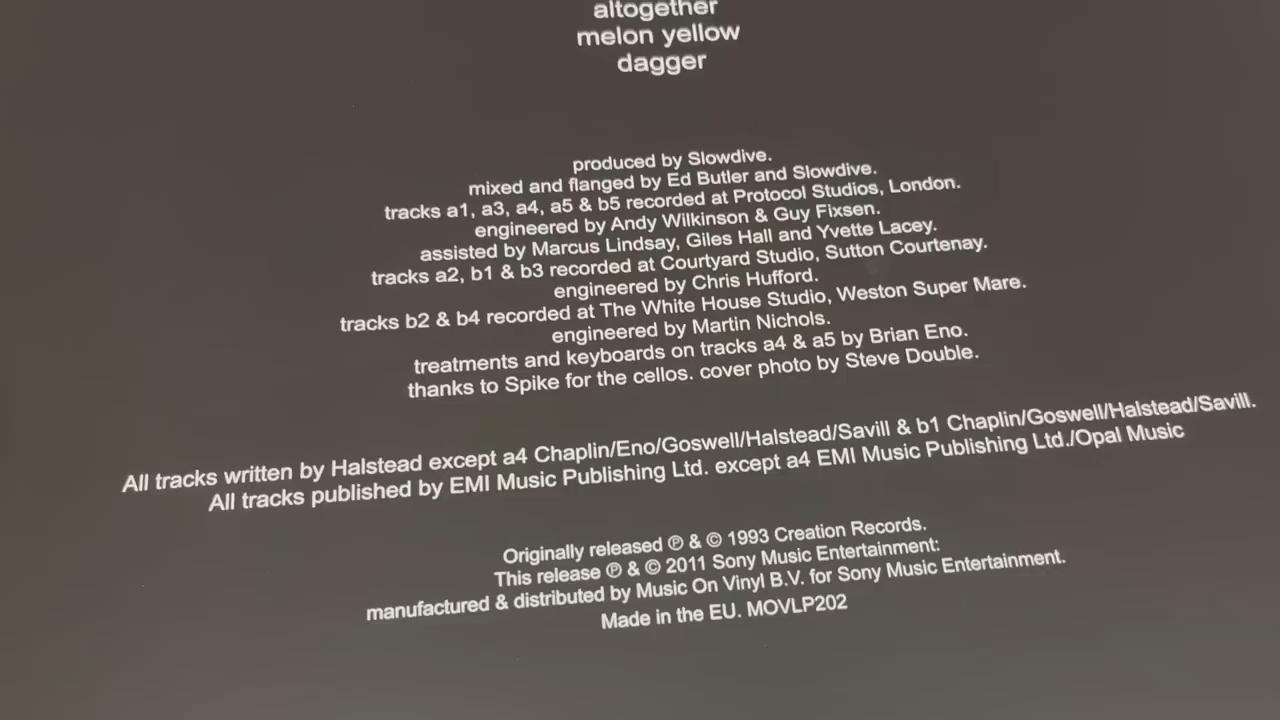 altogether
melon yellow
dagger
produced by Slowdive.
mixed and flanged by Ed Butler and Slowdive.
tracks a1, a3, a4, a5 & b5 recorded at Protocol Studios, London.
engineered by Andy Wilkinson & Guy Fixsen.
assisted by Marcus Lindsay, Giles Hall and Yvette Lacey.
tracks a2, b1 & b3 recorded at Courtyard Studio, Sutton Courtenay.
engineered by Chris Hufford.
tracks b2 & b4 recorded at The White House Studio, Weston Super Mare.
engineered by Martin Nichols.
treatments and keyboards on tracks a4 & a5 by Brian Eno.
thanks to Spike for the cellos. cover photo by Steve Double.
All tracks written by Halstead except a4 Chaplin/Eno/Goswell/Halstead/Savill & b1 Chaplin/Goswell/Halstead/Savill.
All tracks published by EMI Music Publishing Ltd. except a4 EMI Music Publishing Ltd./Opal Music
Originally released ℗ & © 1993 Creation Records.
This release ℗ & © 2011 Sony Music Entertainment:
manufactured & distributed by Music On Vinyl B.V. for Sony Music Entertainment.
Made in the EU. MOVLP202